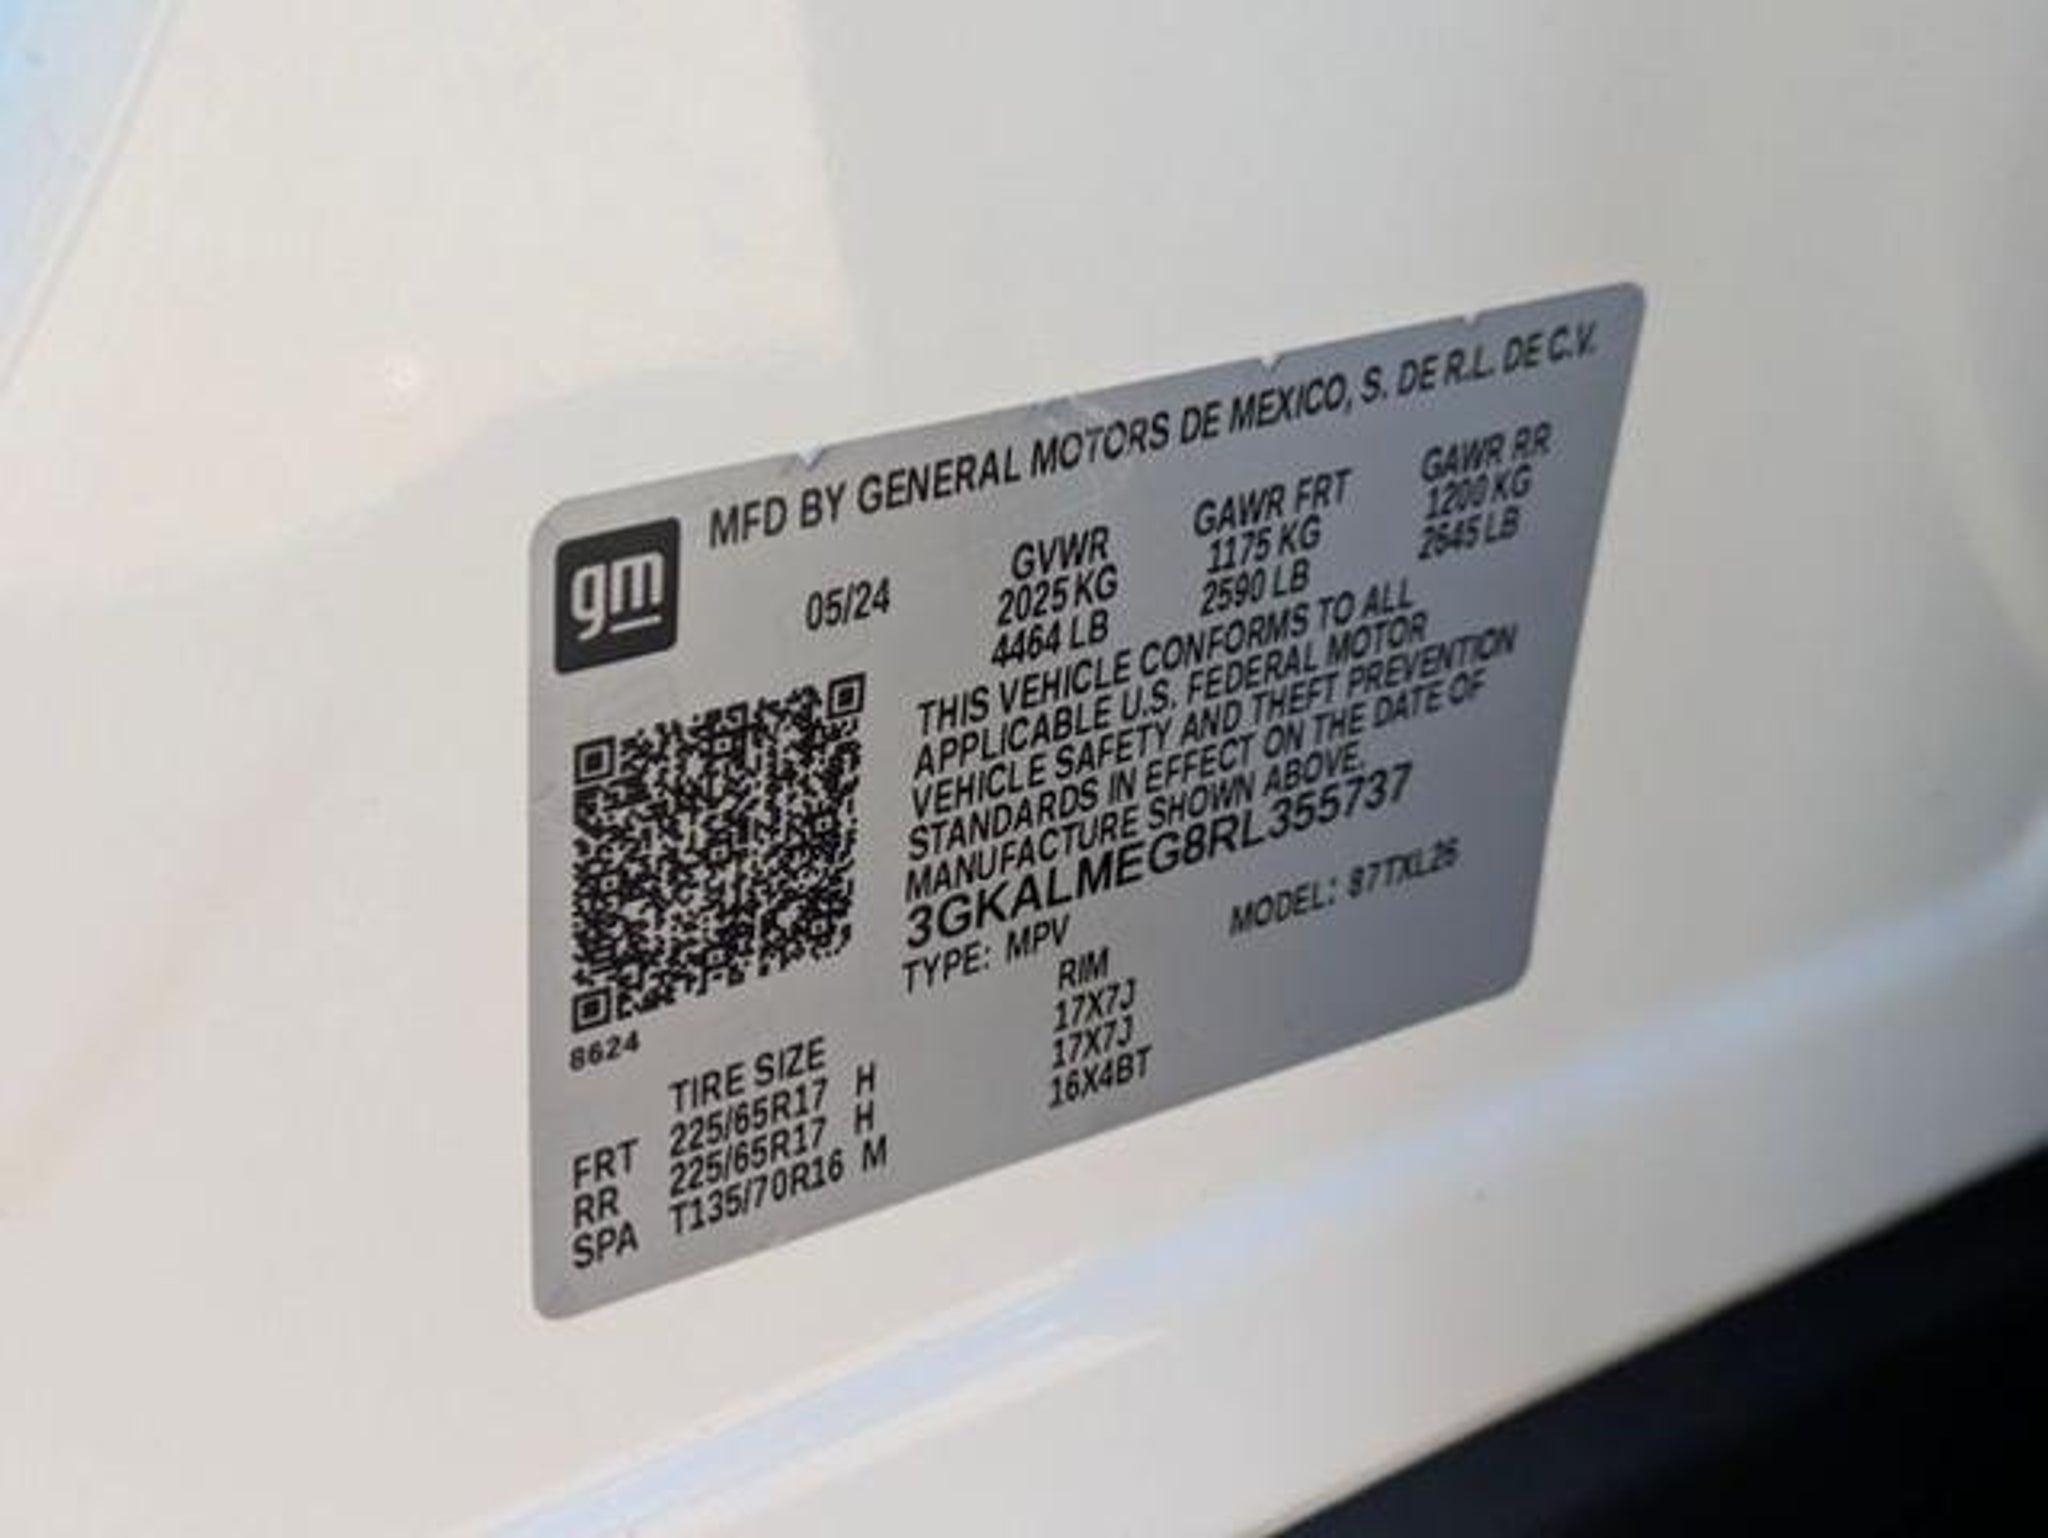 gm
MFD BY GENERAL MOTORS DE MEXICO, S. DE R.L. DE C.V.
05/24
GVWR GAWR FRT GAWR RR
2025 KG 1175 KG 1200 KG
4464 LB 2590 LB 2645 LB
THIS VEHICLE CONFORMS TO ALL
APPLICABLE U.S. FEDERAL MOTOR
VEHICLE SAFETY AND THEFT PREVENTION
STANDARDS IN EFFECT ON THE DATE OF
MANUFACTURE SHOWN ABOVE.
3GKALMEG8RL355737
TYPE: MPV MODEL: 87TXL26
8624
TIRE SIZE RIM
FRT 225/65R17 H 17X7J
RR 225/65R17 H 17X7J
SPA T135/70R16 M 16X4BT